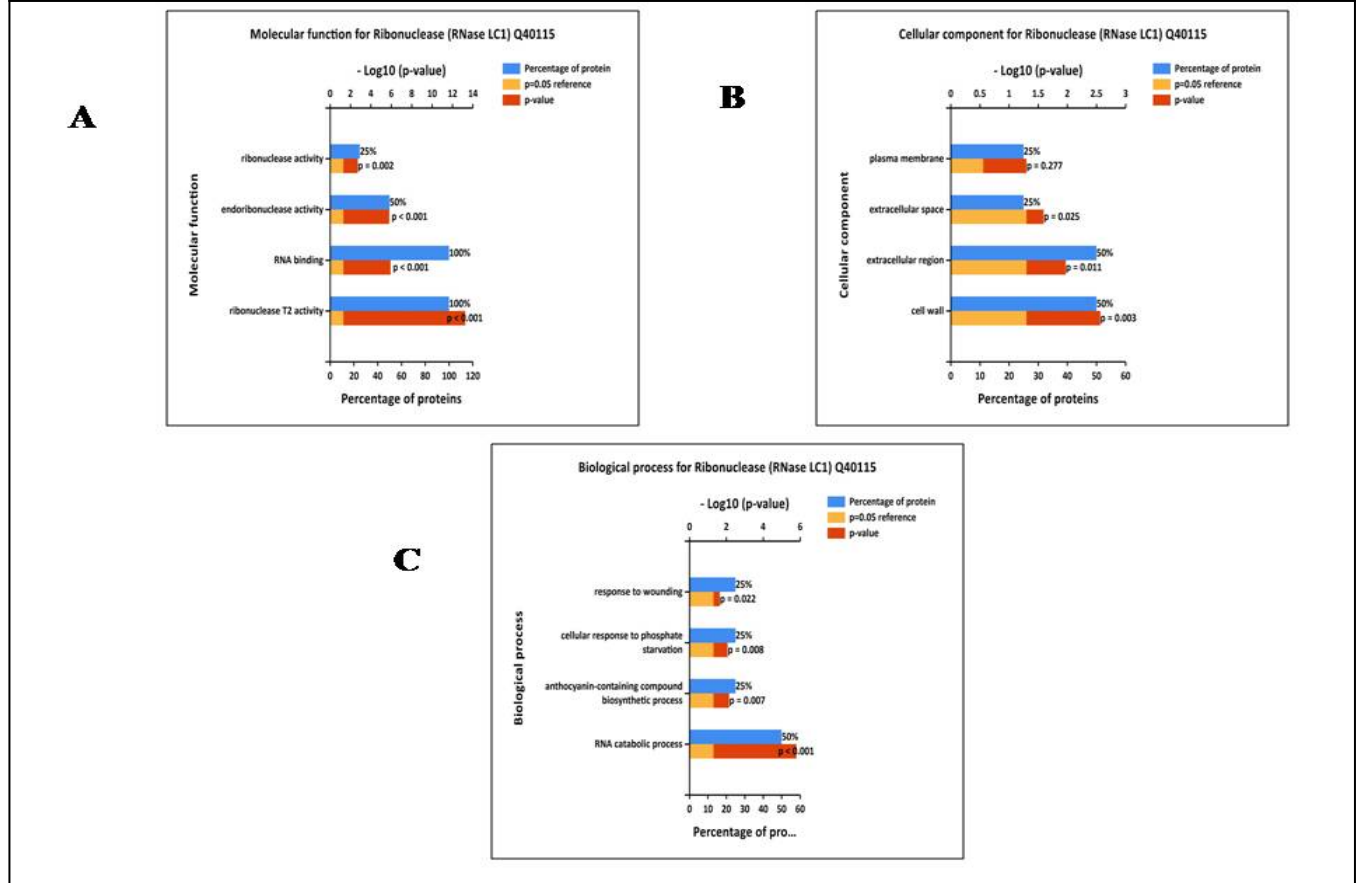 A
Molecular function for Ribonuclease (RNase LC1) Q40115
- Log10 (p-value)
Percentage of protein
p=0.05 reference
p-value
0 2 4 6 8 10 12 14
Molecular function
ribonuclease activity
25%
p = 0.002
endoribonuclease activity
50%
p < 0.001
RNA binding
100%
p < 0.001
ribonuclease T2 activity
100%
p < 0.001
0 20 40 60 80 100 120
Percentage of proteins
B
Cellular component for Ribonuclease (RNase LC1) Q40115
- Log10 (p-value)
Percentage of protein
p=0.05 reference
p-value
0 0.5 1 1.5 2 2.5 3
Cellular component
plasma membrane
25%
p = 0.277
extracellular space
25%
p = 0.025
extracellular region
50%
p = 0.011
cell wall
50%
p = 0.003
0 10 20 30 40 50 60
Percentage of proteins
C
Biological process for Ribonuclease (RNase LC1) Q40115
- Log10 (p-value)
Percentage of protein
p=0.05 reference
p-value
0 2 4 6
Biological process
response to wounding
25%
p = 0.022
cellular response to phosphate
starvation
25%
p = 0.008
anthocyanin-containing compound
biosynthetic process
25%
p = 0.007
RNA catabolic process
50%
p < 0.001
0 10 20 30 40 50 60
Percentage of pro...